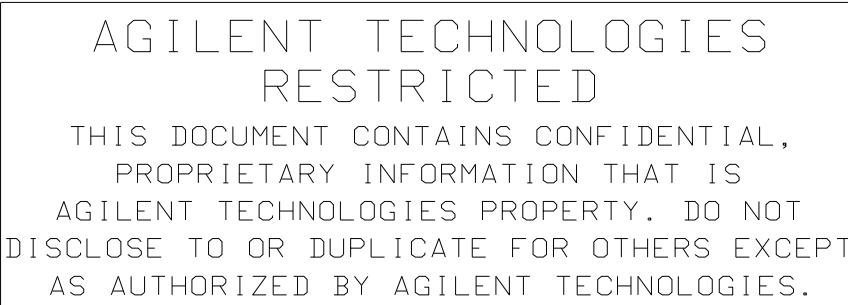 AGILENT TECHNOLOGIES
RESTRICTED
THIS DOCUMENT CONTAINS CONFIDENTIAL,
PROPRIETARY INFORMATION THAT IS
AGILENT TECHNOLOGIES PROPERTY. DO NOT
DISCLOSE TO OR DUPLICATE FOR OTHERS EXCEPT
AS AUTHORIZED BY AGILENT TECHNOLOGIES.